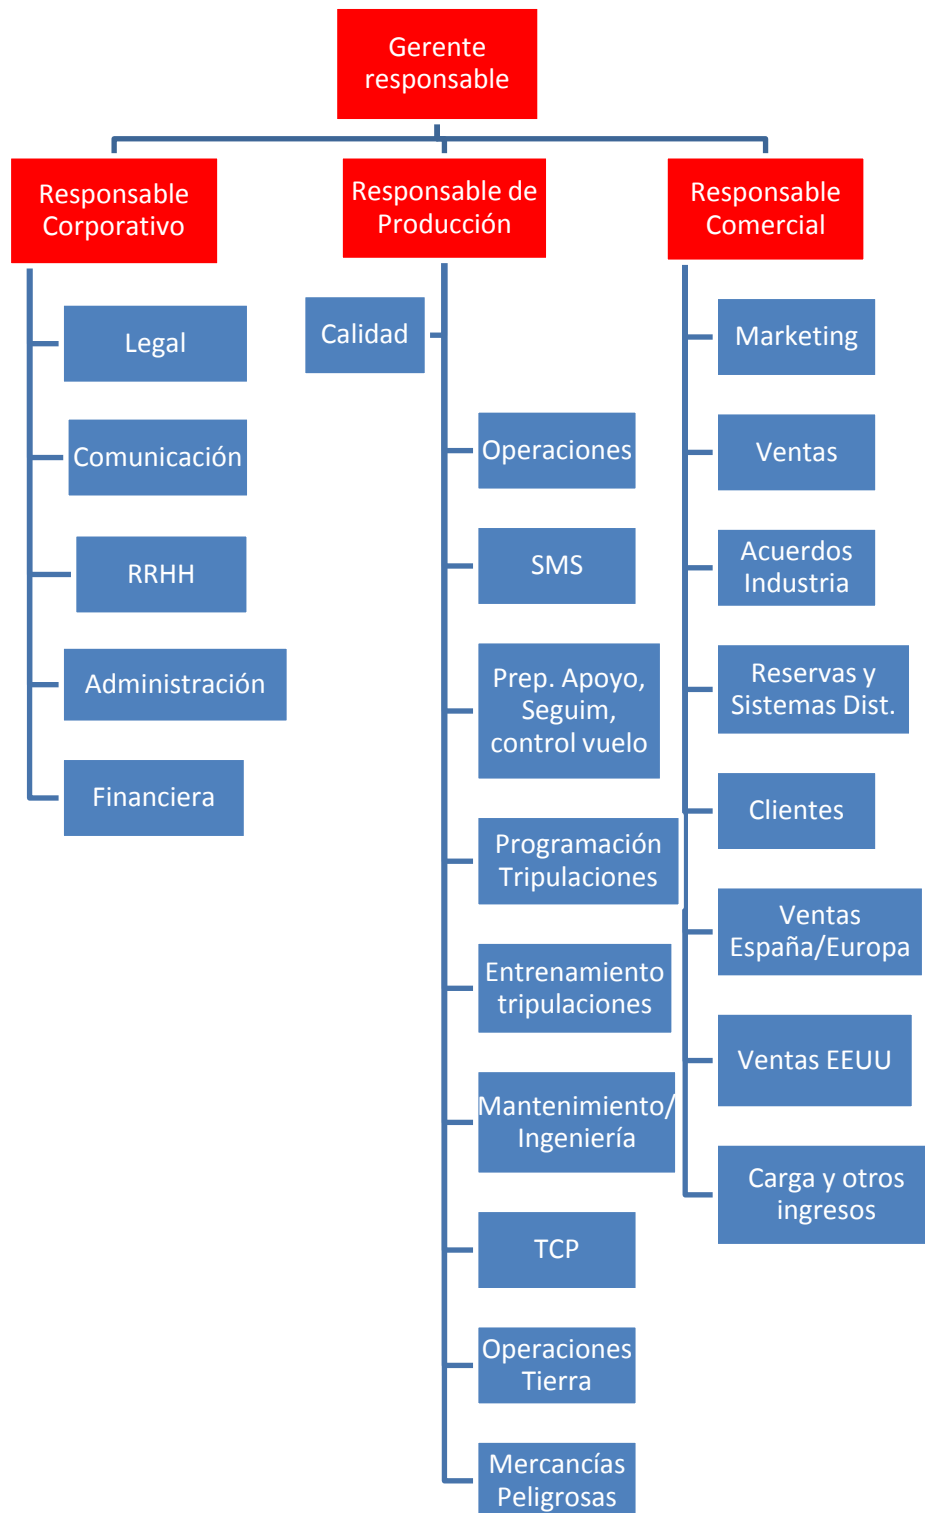 Gerente
responsable
Responsable
Corporativo
Responsable de
Producción
Responsable
Comercial
Legal
Comunicación
RRHH
Administración
Financiera
Calidad
Operaciones
SMS
Prep. Apoyo,
Seguim,
control vuelo
Programación
Tripulaciones
Entrenamiento
tripulaciones
Mantenimiento/
Ingeniería
TCP
Operaciones
Tierra
Mercancías
Peligrosas
Marketing
Ventas
Acuerdos
Industria
Reservas y
Sistemas Dist.
Clientes
Ventas
España/Europa
Ventas EEUU
Carga y otros
ingresos